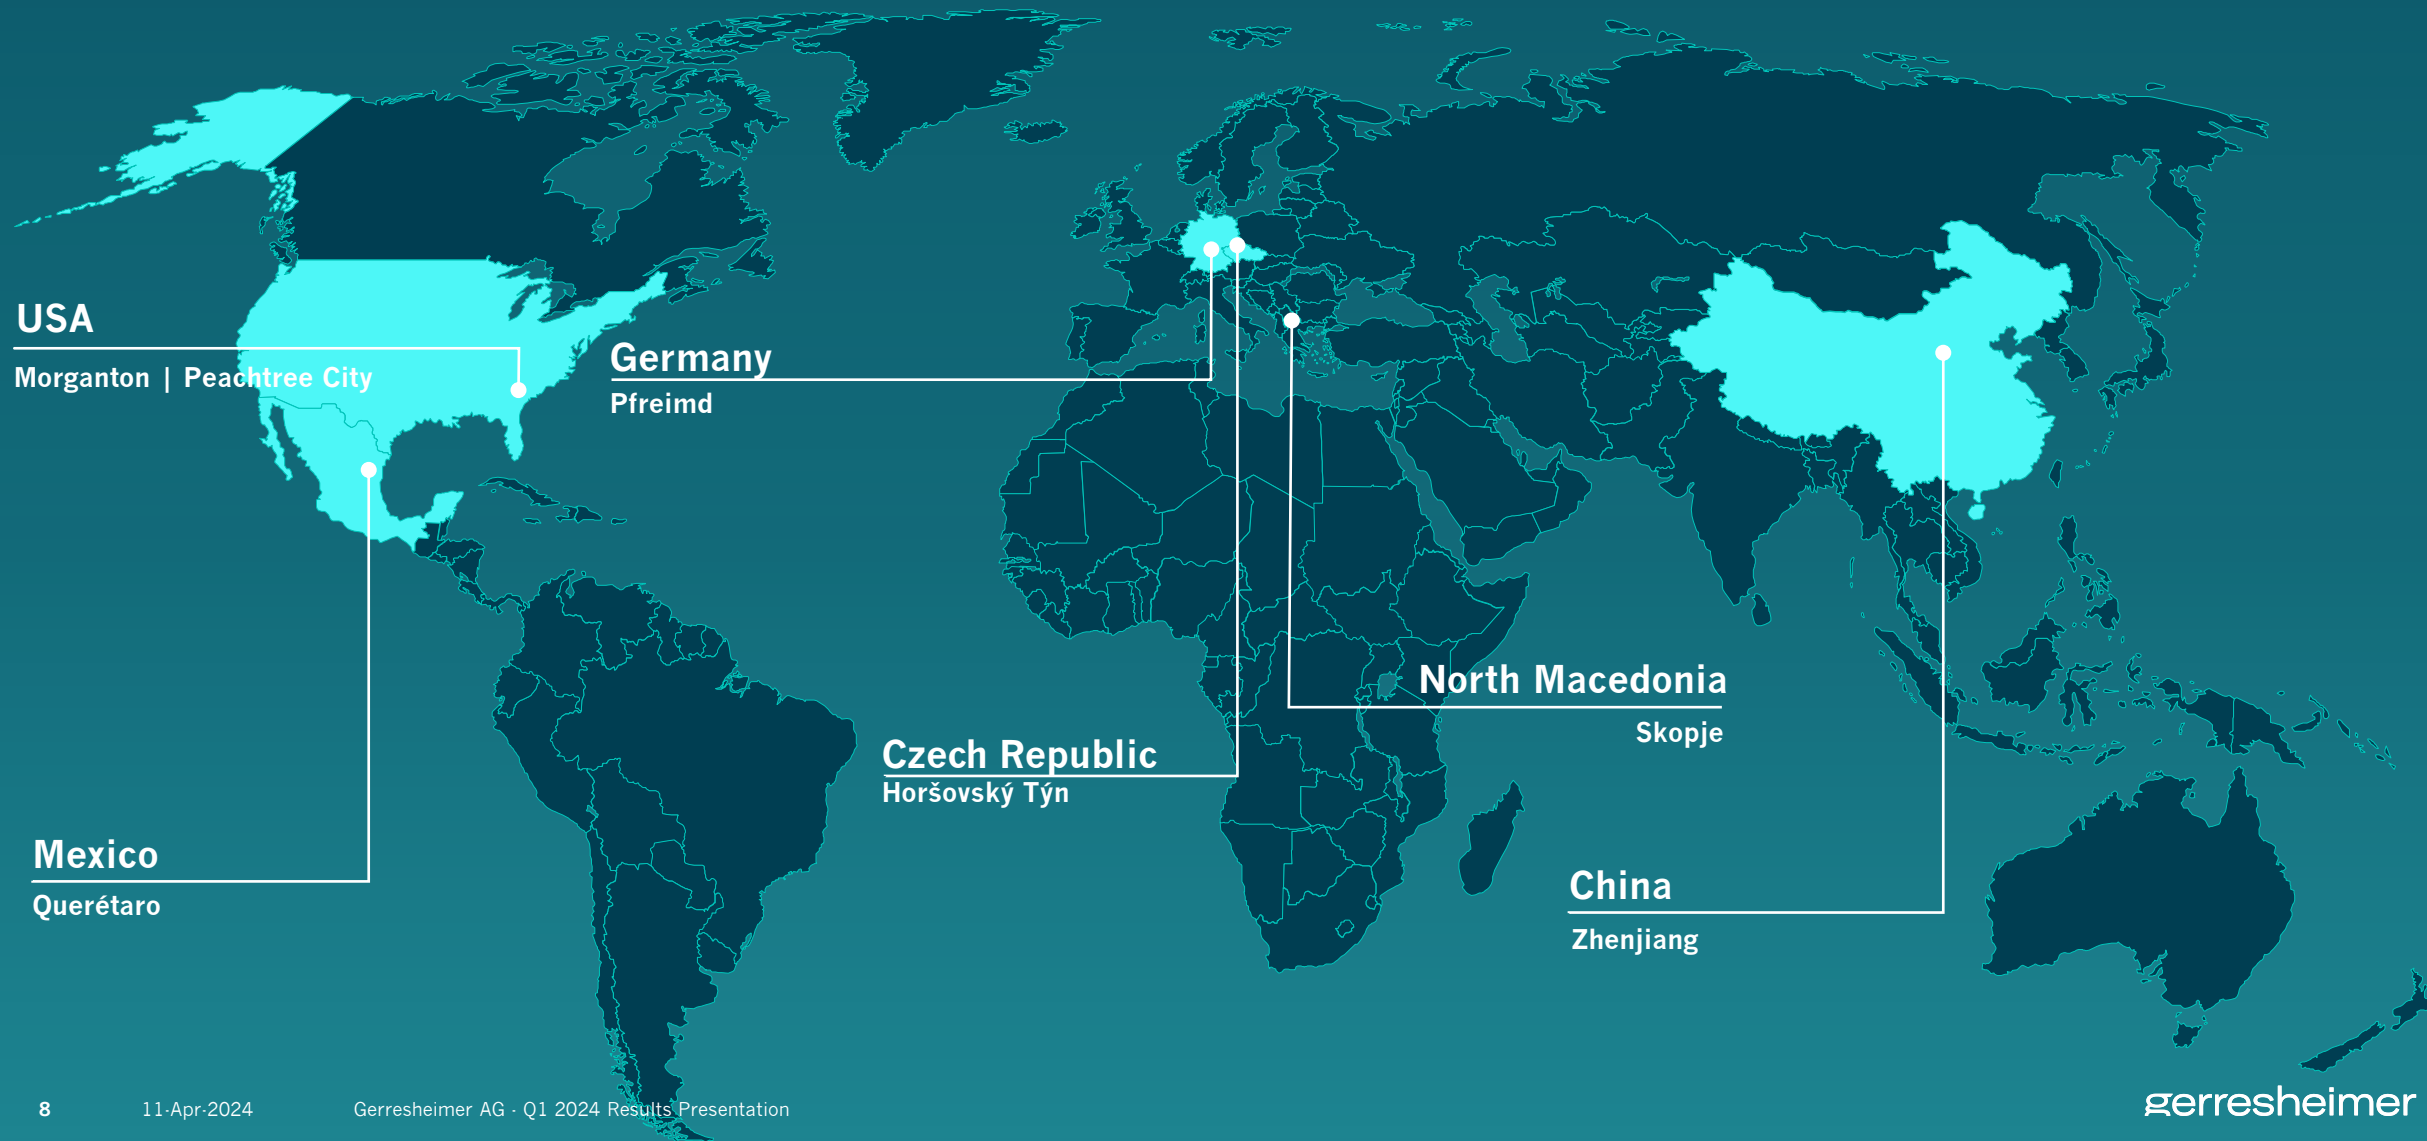 USA
Morganton | Peachtree City
Germany
Pfreimd
North Macedonia
Skopje
Czech Republic
Horšovský Týn
Mexico
Querétaro
China
Zhenjiang
8 11-Apr-2024 Gerresheimer AG - Q1 2024 Results Presentation
gerresheimer